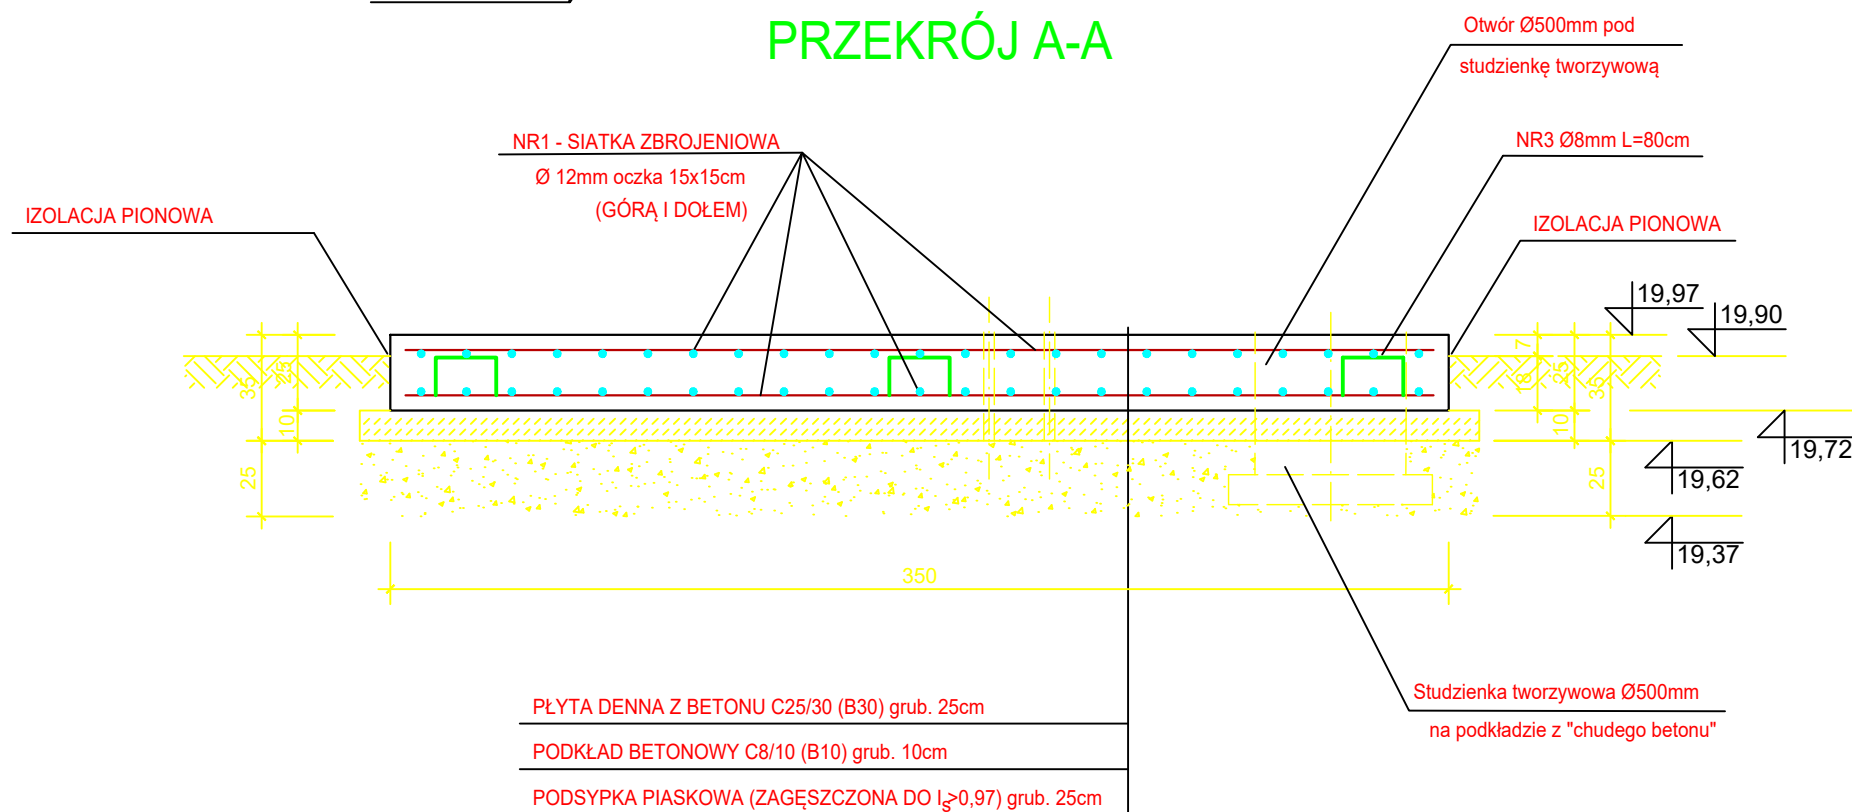 PRZEKRÓJ A-A
Otwór Ø500mm pod
studzienkę tworzywową
NR1 - SIATKA ZBROJENIOWA
Ø 12mm oczka 15x15cm
(GÓRĄ I DOŁEM)
NR3 Ø8mm L=80cm
IZOLACJA PIONOWA
IZOLACJA PIONOWA
19,97
19,90
35
25
10
25
7
18
25
10
35
25
19,72
19,62
19,37
350
PŁYTA DENNA Z BETONU C25/30 (B30) grub. 25cm
PODKŁAD BETONOWY C8/10 (B10) grub. 10cm
PODSYPKA PIASKOWA (ZAGĘSZCZONA DO Is>0,97) grub. 25cm
Studzienka tworzywowa Ø500mm
na podkładzie z "chudego betonu"